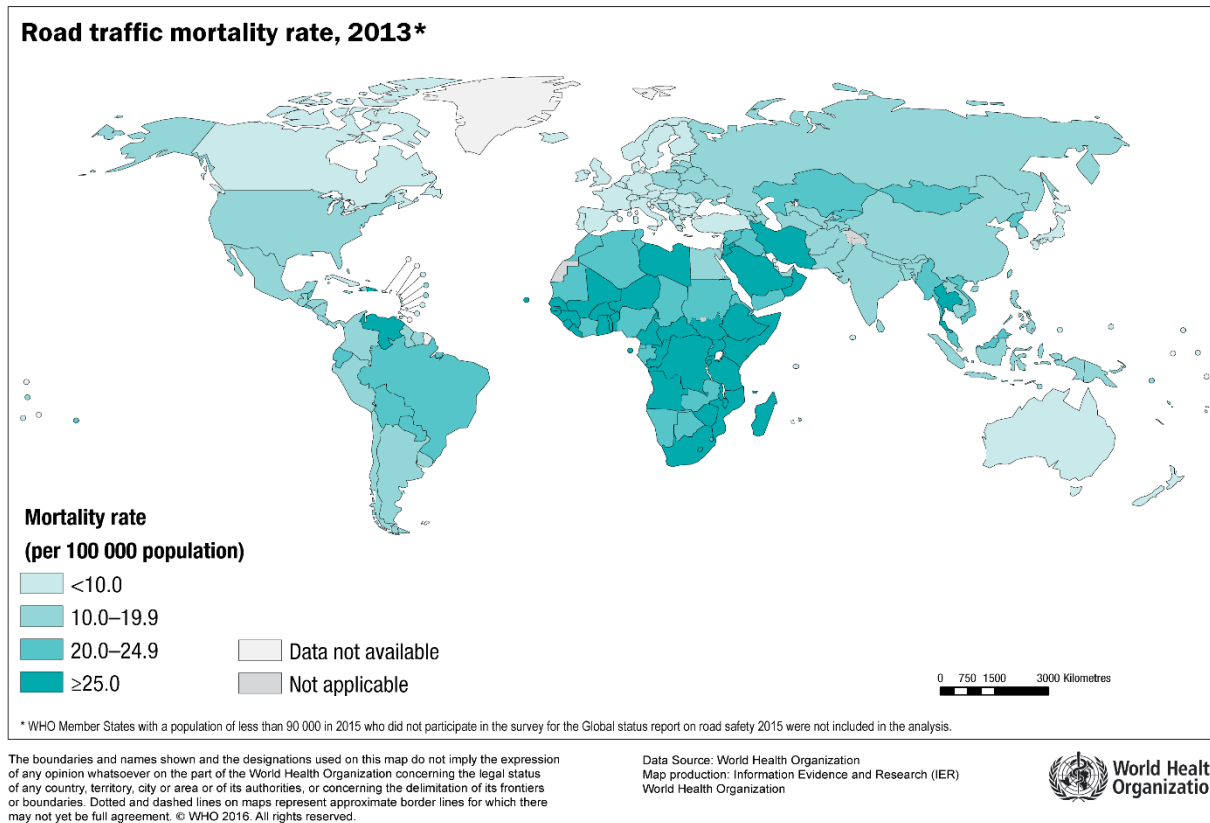 Road traffic mortality rate, 2013*
Mortality rate
(per 100 000 population)
<10.0
10.0–19.9
20.0–24.9
≥25.0
Data not available
Not applicable
0 750 1500 3000 Kilometres
* WHO Member States with a population of less than 90 000 in 2015 who did not participate in the survey for the Global status report on road safety 2015 were not included in the analysis.
The boundaries and names shown and the designations used on this map do not imply the expression
of any opinion whatsoever on the part of the World Health Organization concerning the legal status
of any country, territory, city or area or of its authorities, or concerning the delimitation of its frontiers
or boundaries. Dotted and dashed lines on maps represent approximate border lines for which there
may not yet be full agreement. © WHO 2016. All rights reserved.
Data Source: World Health Organization
Map production: Information Evidence and Research (IER)
World Health Organization
World Healt
Organizatio